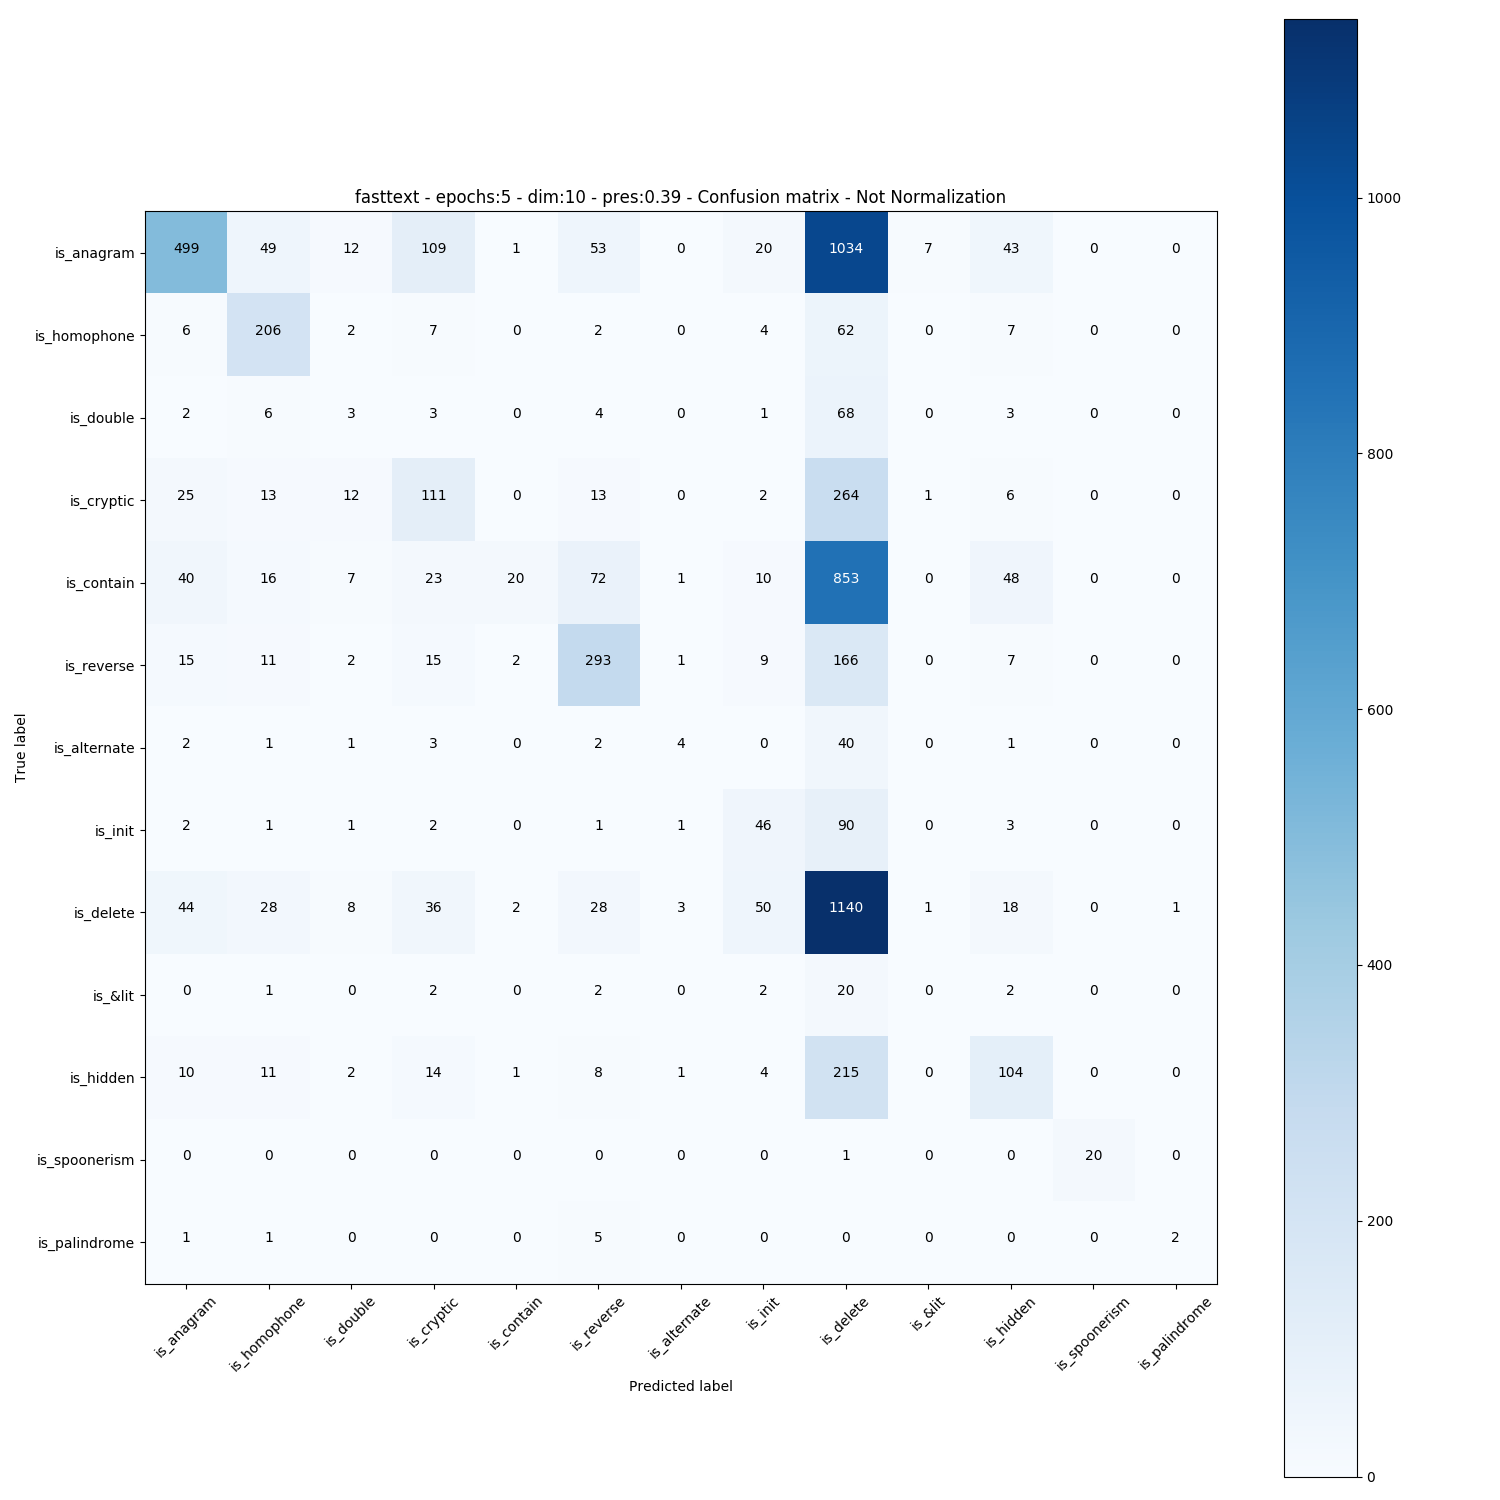 fasttext - epochs:5 - dim:10 - pres:0.39 - Confusion matrix - Not Normalization
is_anagram 499 49 12 109 1 53 0 20 1034 7 43 0 0
is_homophone 6 206 2 7 0 2 0 4 62 0 7 0 0
is_double 2 6 3 3 0 4 0 1 68 0 3 0 0
is_cryptic 25 13 12 111 0 13 0 2 264 1 6 0 0
is_contain 40 16 7 23 20 72 1 10 853 0 48 0 0
is_reverse 15 11 2 15 2 293 1 9 166 0 7 0 0
is_alternate 2 1 1 3 0 2 4 0 40 0 1 0 0
is_init 2 1 1 2 0 1 1 46 90 0 3 0 0
is_delete 44 28 8 36 2 28 3 50 1140 1 18 0 1
is_&lit 0 1 0 2 0 2 0 2 20 0 2 0 0
is_hidden 10 11 2 14 1 8 1 4 215 0 104 0 0
is_spoonerism 0 0 0 0 0 0 0 0 1 0 0 20 0
is_palindrome 1 1 0 0 0 5 0 0 0 0 0 0 2
True label
is_anagram is_homophone is_double is_cryptic is_contain is_reverse is_alternate is_init is_delete is_&lit is_hidden is_spoonerism is_palindrome
Predicted label
1000
800
600
400
200
0